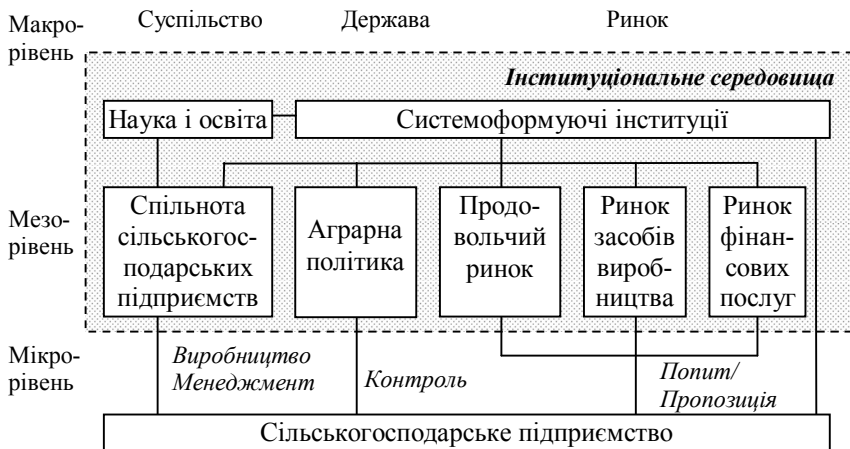 Макро-
рівень
Суспільство
Держава
Ринок
Інституціональне середовища
Наука і освіта
Системоформуючі інституції
Мезо-
рівень
Спільнота
сільськогос-
подарських
підприємств
Аграрна
політика
Продо-
вольчий
ринок
Ринок
засобів
вироб-
ництва
Ринок
фінан-
сових
послуг
Мікро-
рівень
Виробництво
Менеджмент
Контроль
Попит/
Пропозиція
Сільськогосподарське підприємство